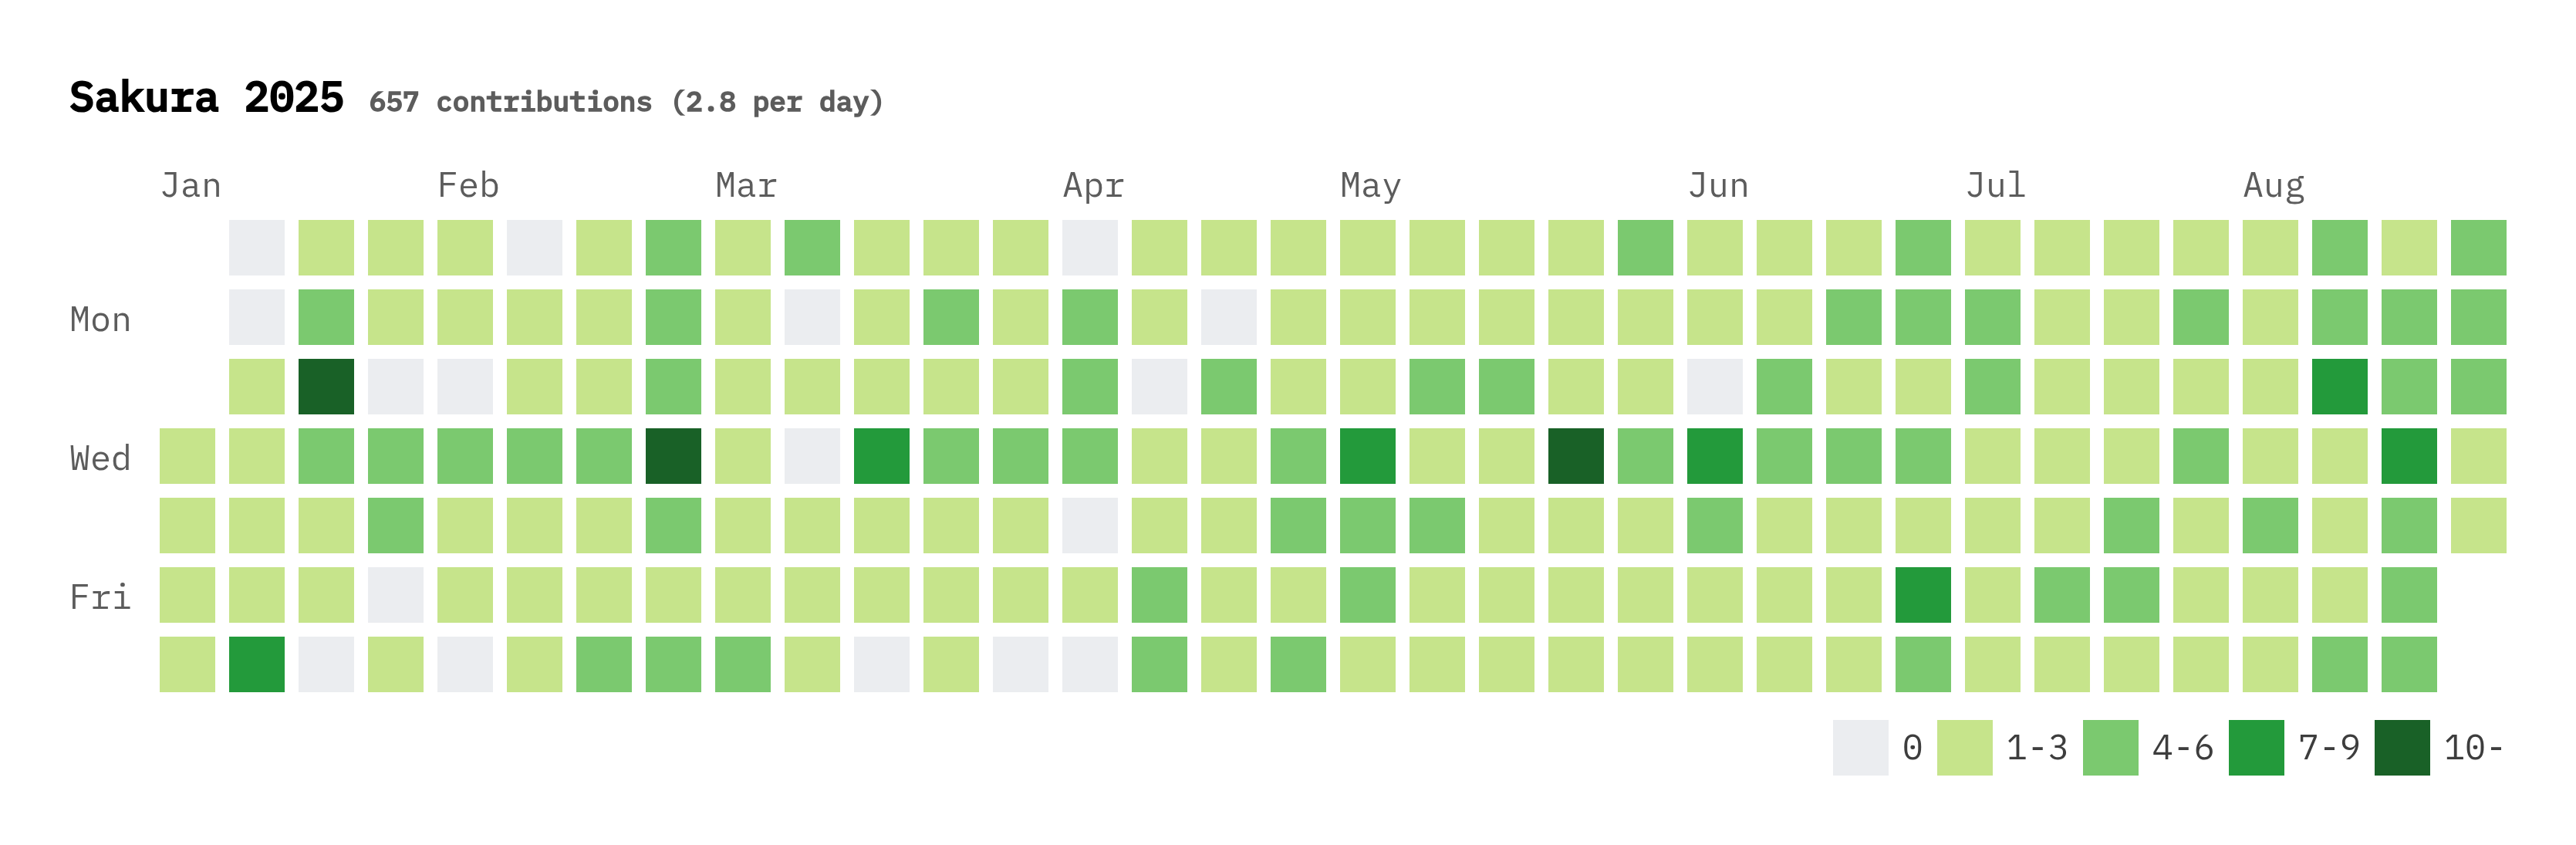 Sakura 2025 657 contributions (2.8 per day)
Jan Feb Mar Apr May Jun Jul Aug
Mon
Wed
Fri
0 1-3 4-6 7-9 10-